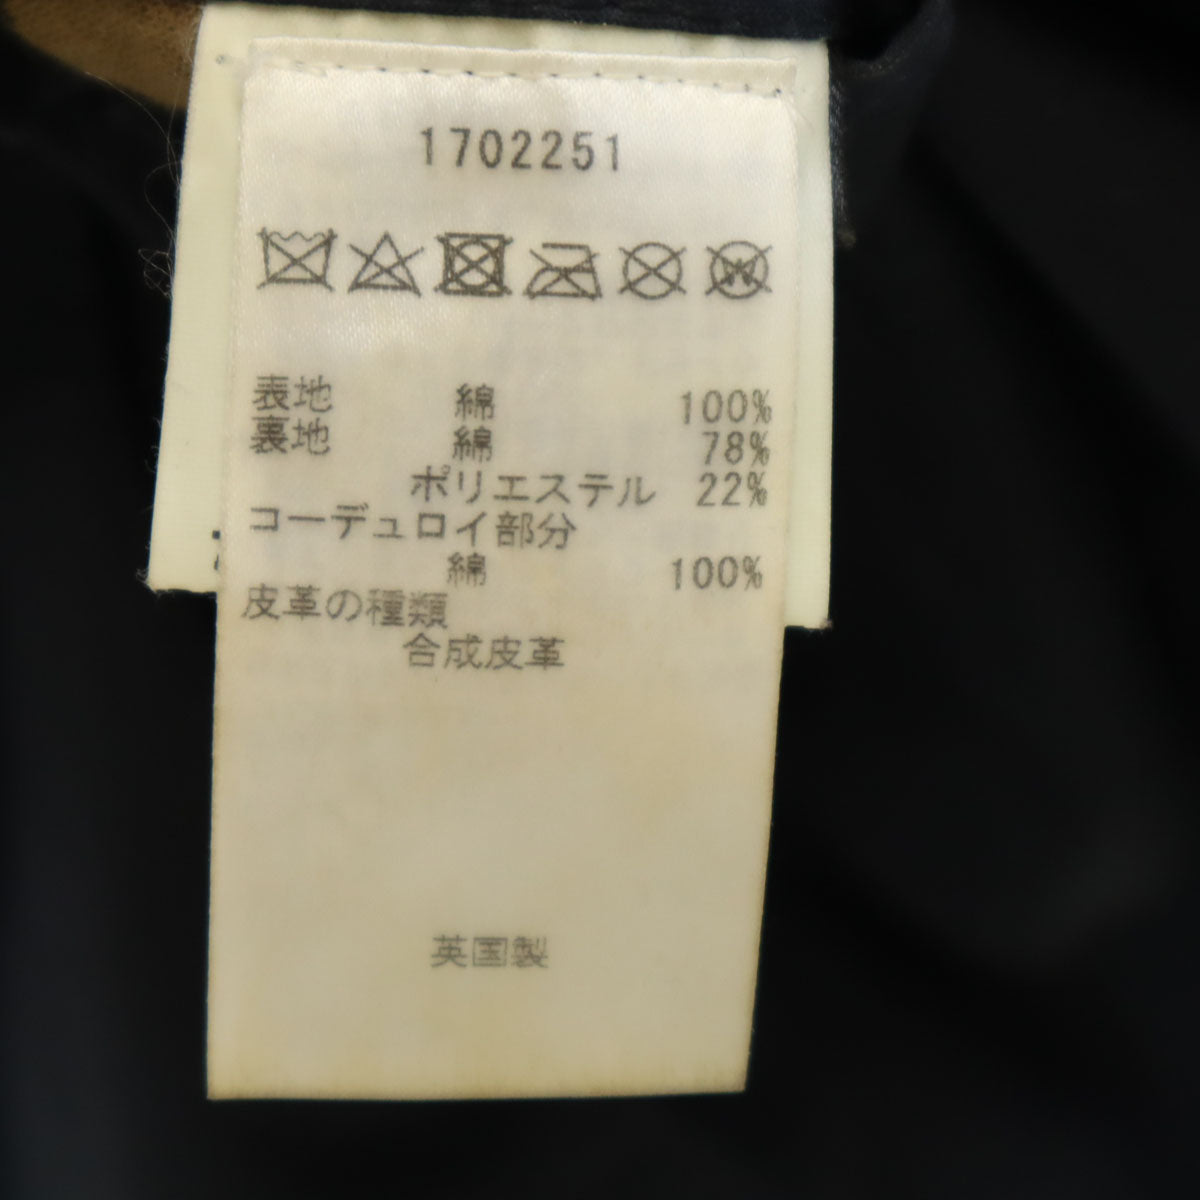 1702251
表地 綿 100%
裏地 綿 78%
ポリエステル 22%
コーデュロイ部分
綿 100%
皮革の種類
合成皮革
英国製